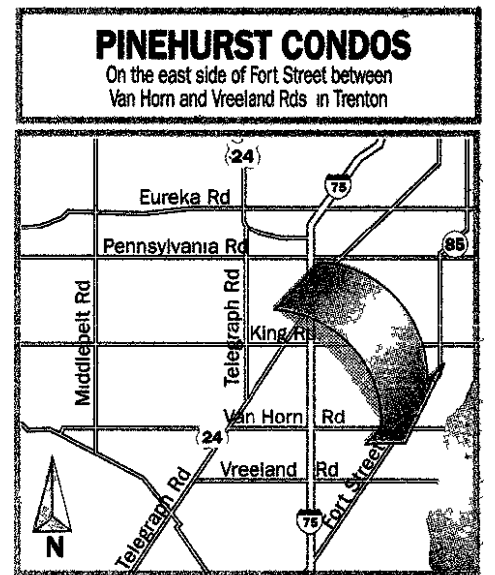 PINEHURST CONDOS
On the east side of Fort Street between
Van Horn and Vreeland Rds in Trenton
24
75
Eureka Rd
85
Pennsylvania Rd
Middlepelt Rd
Telegraph Rd
King Rd
Van Horn Rd
24
Vreeland Rd
Telegraph Rd
Fort Street
75
N